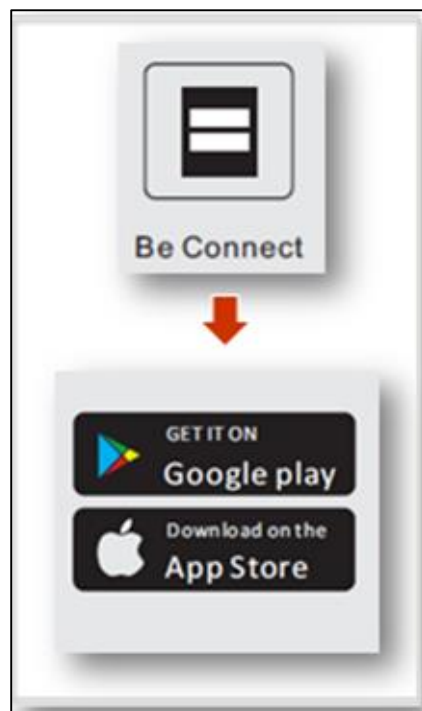 Be Connect
GET IT ON
Google play
Download on the
App Store